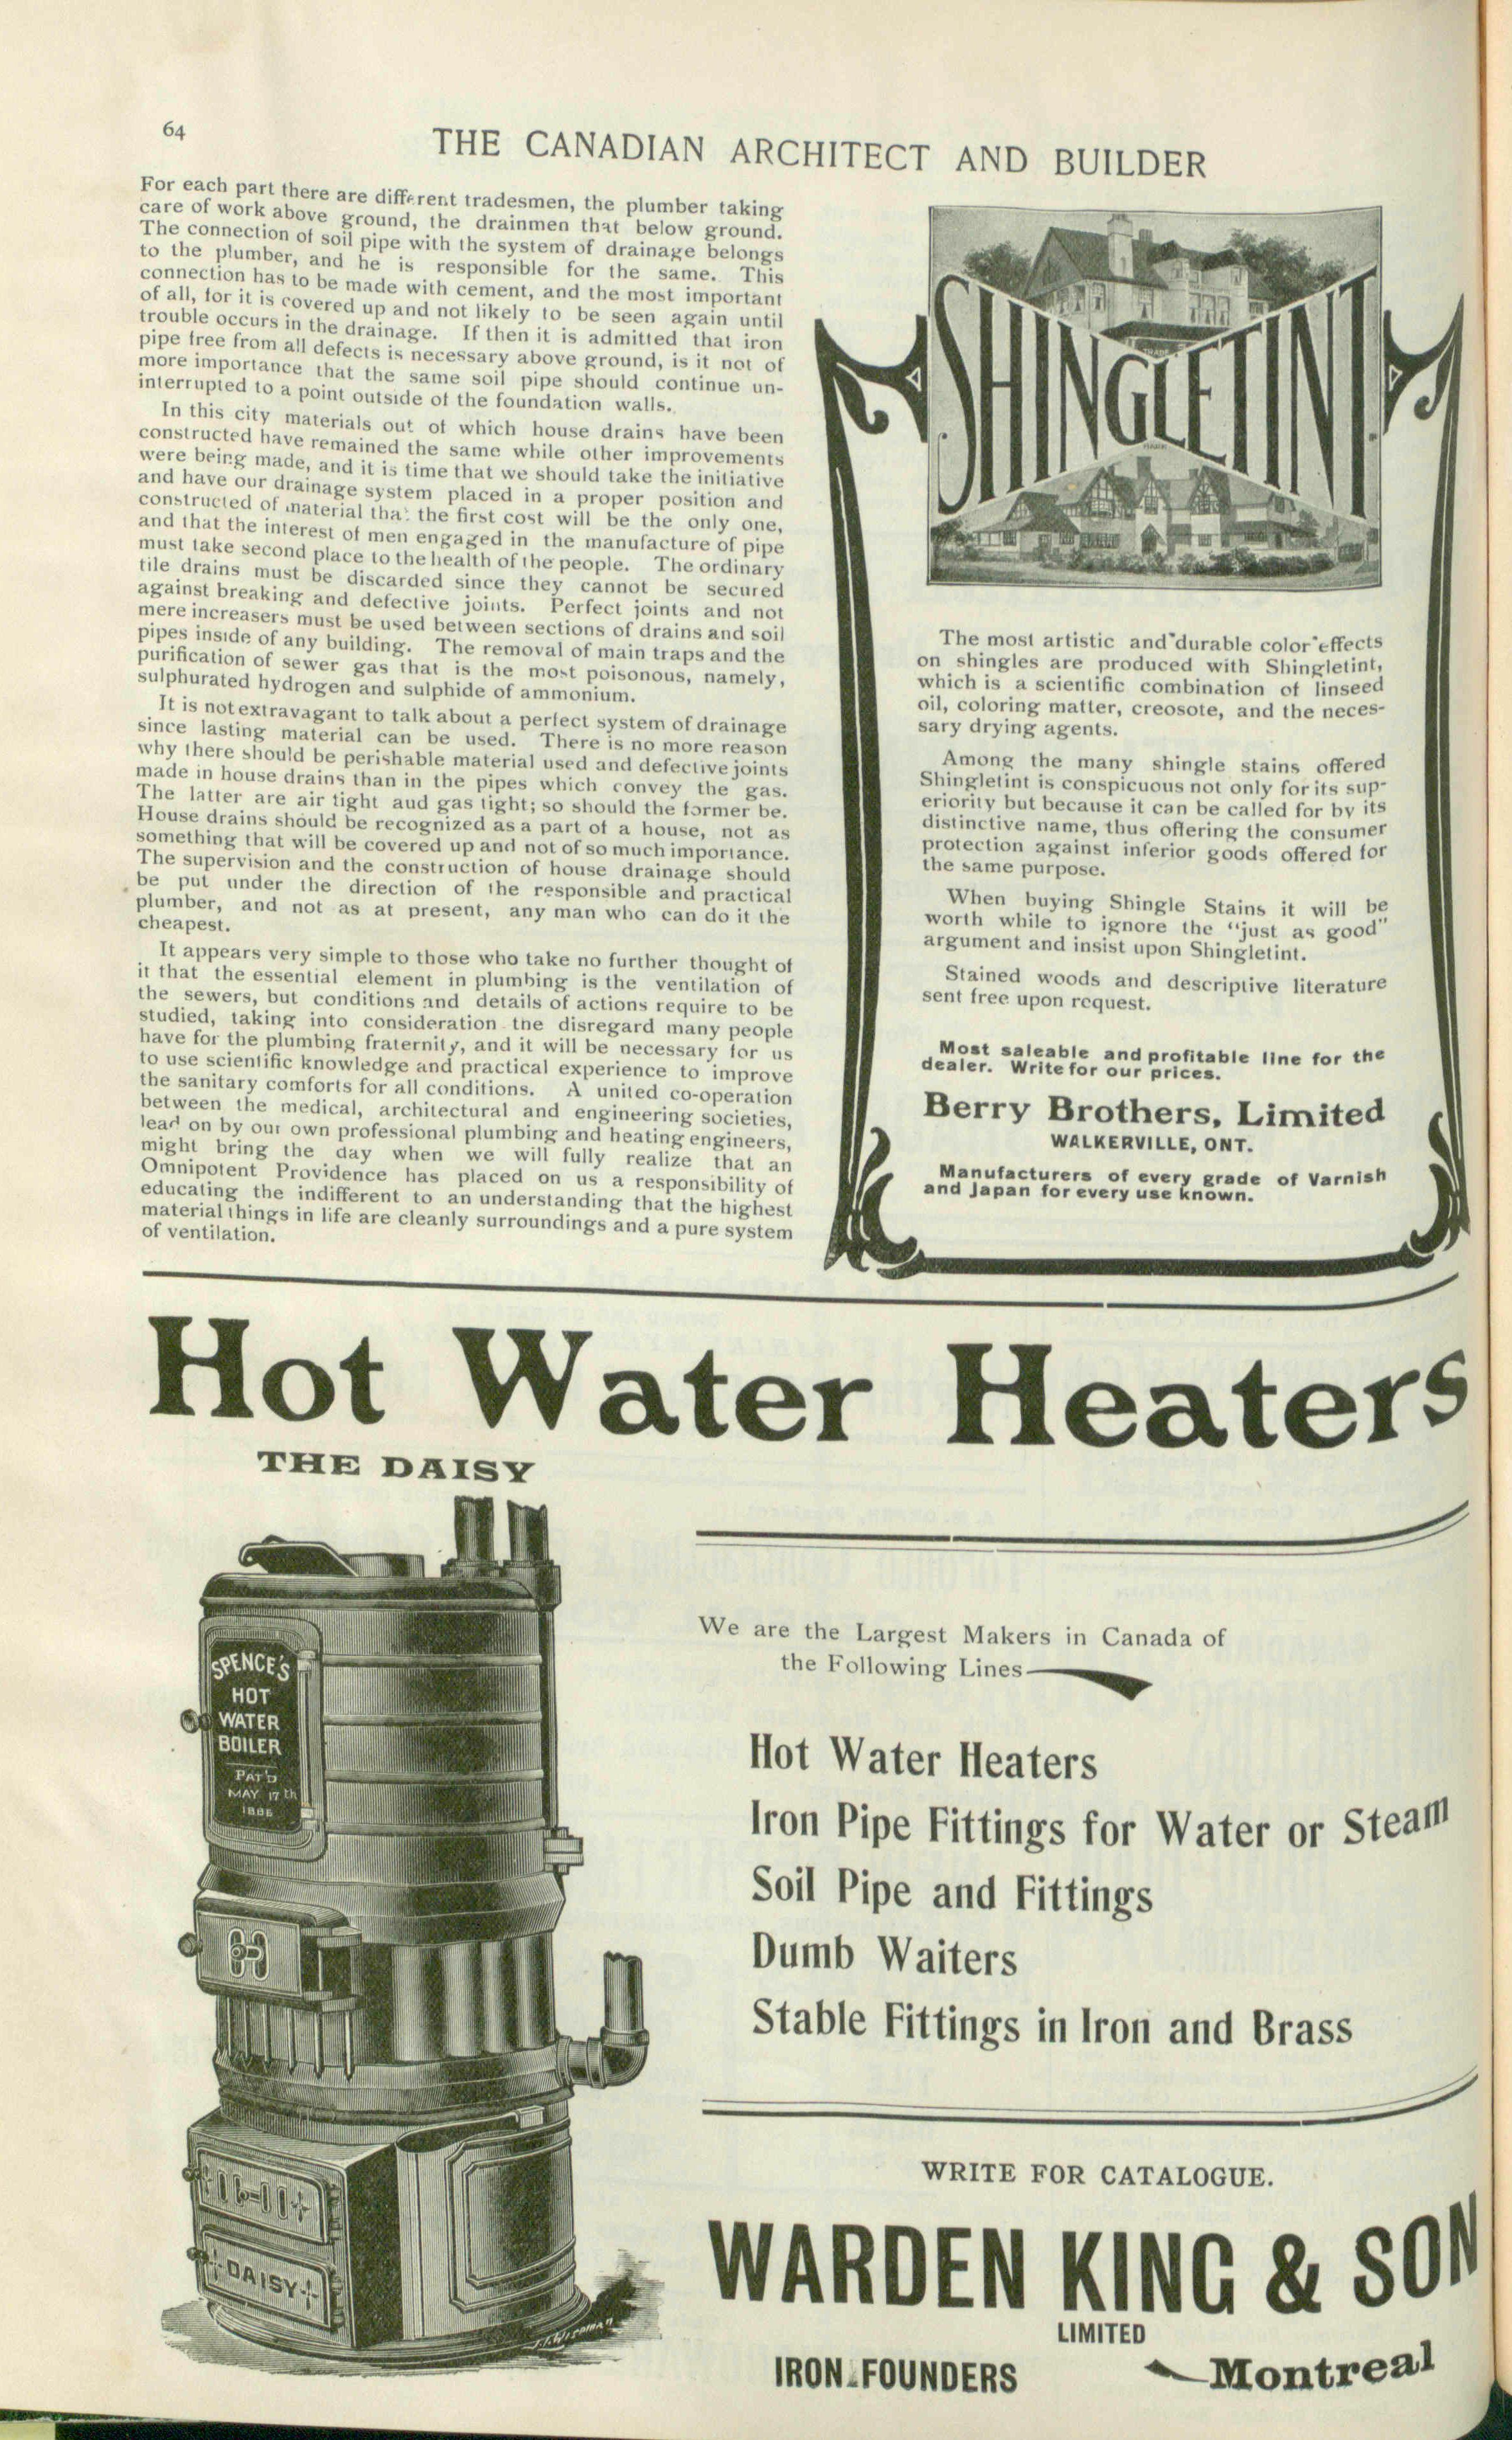 64
THE CANADIAN ARCHITECT AND BUILDER
For each part there are different tradesmen, the plumber taking
care of work above ground, the drainmen that below ground.
The connection of soil pipe with the system of drainage belongs
to the plumber, and he is responsible for the same. This
connection has to be made with cement, and the most important
of all, for it is covered up and not likely to be seen again until
trouble occurs in the drainage. If then it is admitted that iron
pipe free from all defects is necessary above ground, is it not of
more importance that the same soil pipe should continue un-
interrupted to a point outside of the foundation walls.
In this city materials out of which house drains have been
constructed have remained the same while other improvements
were being made, and it is time that we should take the initiative
and have our drainage system placed in a proper position and
constructed of material that the first cost will be the only one,
and that the interest of men engaged in the manufacture of pipe
must take second place to the health of the people. The ordinary
tile drains must be discarded since they cannot be secured
against breaking and defective joints. Perfect joints and not
mere increasers must be used between sections of drains and soil
pipes inside of any building. The removal of main traps and the
purification of sewer gas that is the most poisonous, namely,
sulphurated hydrogen and sulphide of ammonium.
It is not extravagant to talk about a perfect system of drainage
since lasting material can be used. There is no more reason
why there should be perishable material used and defective joints
made in house drains than in the pipes which convey the gas.
The latter are air tight aud gas tight; so should the former be.
House drains should be recognized as a part of a house, not as
something that will be covered up and not of so much importance.
The supervision and the construction of house drainage should
be put under the direction of the responsible and practical
plumber, and not as at present, any man who can do it the
cheapest.
It appears very simple to those who take no further thought of
it that the essential element in plumbing is the ventilation of
the sewers, but conditions and details of actions require to be
studied, taking into consideration the disregard many people
have for the plumbing fraternity, and it will be necessary for us
to use scientific knowledge and practical experience to improve
the sanitary comforts for all conditions. A united co-operation
between the medical, architectural and engineering societies,
lead on by our own professional plumbing and heating engineers,
might bring the day when we will fully realize that an
Omnipotent Providence has placed on us a responsibility of
educating the indifferent to an understanding that the highest
material things in life are cleanly surroundings and a pure system
of ventilation.
SHINGLETINT.
TRADE
MARK
The most artistic and durable color effects
on shingles are produced with Shingletint,
which is a scientific combination of linseed
oil, coloring matter, creosote, and the neces-
sary drying agents.
Among the many shingle stains offered
Shingletint is conspicuous not only for its sup-
eriority but because it can be called for by its
distinctive name, thus offering the consumer
protection against inferior goods offered for
the same purpose.
When buying Shingle Stains it will be
worth while to ignore the "just as good"
argument and insist upon Shingletint.
Stained woods and descriptive literature
sent free upon request.
Most saleable and profitable line for the
dealer. Write for our prices.
Berry Brothers, Limited
WALKERVILLE, ONT.
Manufacturers of every grade of Varnish
and Japan for every use known.
Hot Water Heaters
THE DAISY
SPENCE'S
HOT
WATER
BOILER
PAT'D
MAY 17th
1886
DAISY
We are the Largest Makers in Canada of
the Following Lines
Hot Water Heaters
Iron Pipe Fittings for Water or Steam
Soil Pipe and Fittings
Dumb Waiters
Stable Fittings in Iron and Brass
WRITE FOR CATALOGUE.
WARDEN KING & SON
LIMITED
IRON FOUNDERS
Montreal